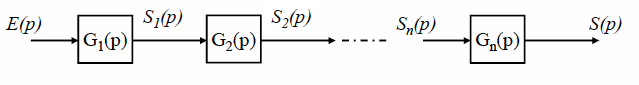 E(p) G₁(p) S₁(p) G₂(p) S₂(p) Sₙ(p) Gₙ(p) S(p)